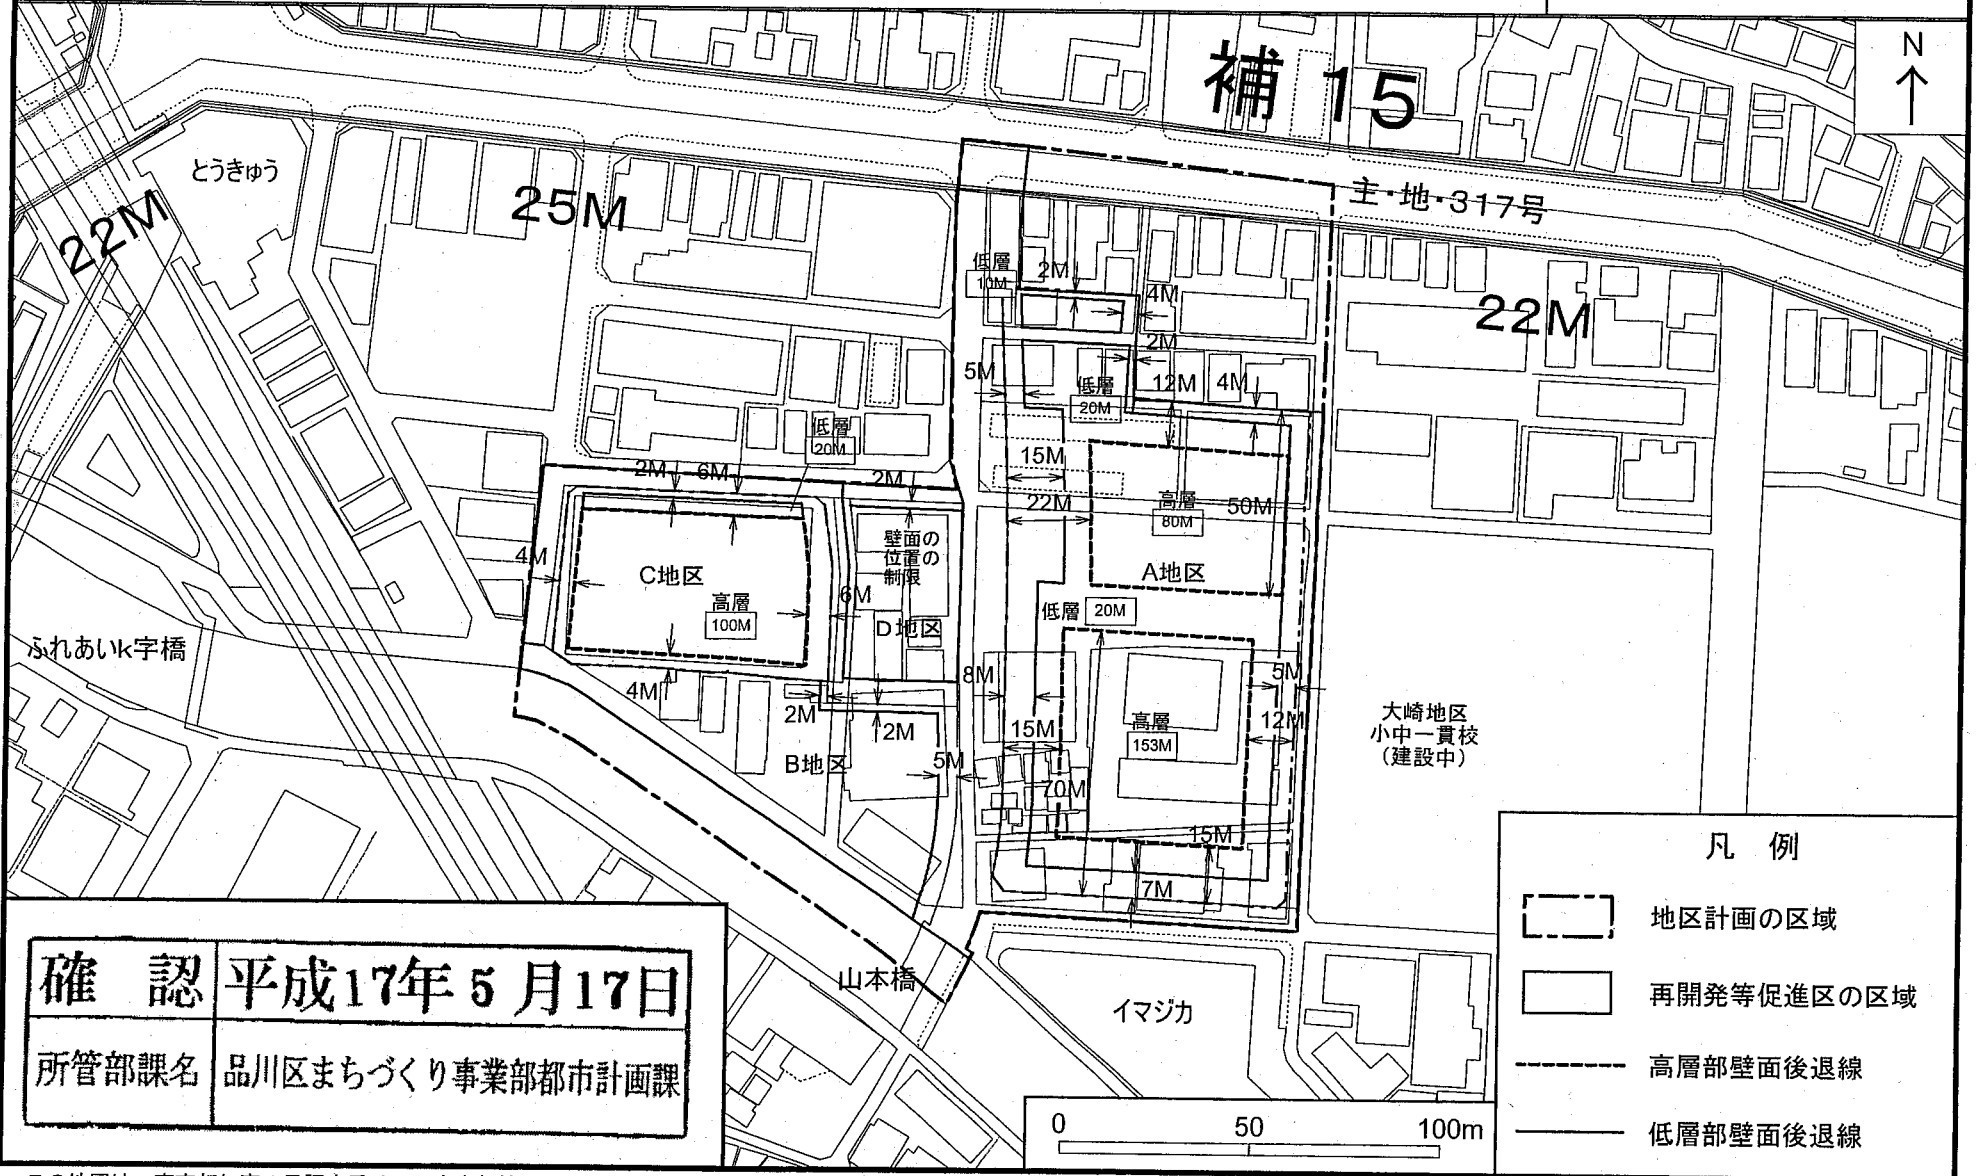 N
補 15
とうきゅう
22M
25M
主・地・317号
22M
低層
10M
2M
4M
2M
5M
低層
20M
12M
4M
低層
20M
2M
6M
2M
15M
22M
高層
80M
50M
壁面の
位置の
制限
4M
C地区
高層
100M
6M
A地区
低層
20M
D地区
ふれあいk字橋
8M
5M
4M
2M
2M
15M
高層
153M
12M
大崎地区
小中一貫校
(建設中)
B地区
5M
70M
15M
7M
山本橋
イマジカ
凡 例
地区計画の区域
再開発等促進区の区域
高層部壁面後退線
低層部壁面後退線
確 認
平成17年5月17日
所管部課名
品川区まちづくり事業部都市計画課
0 50 100m